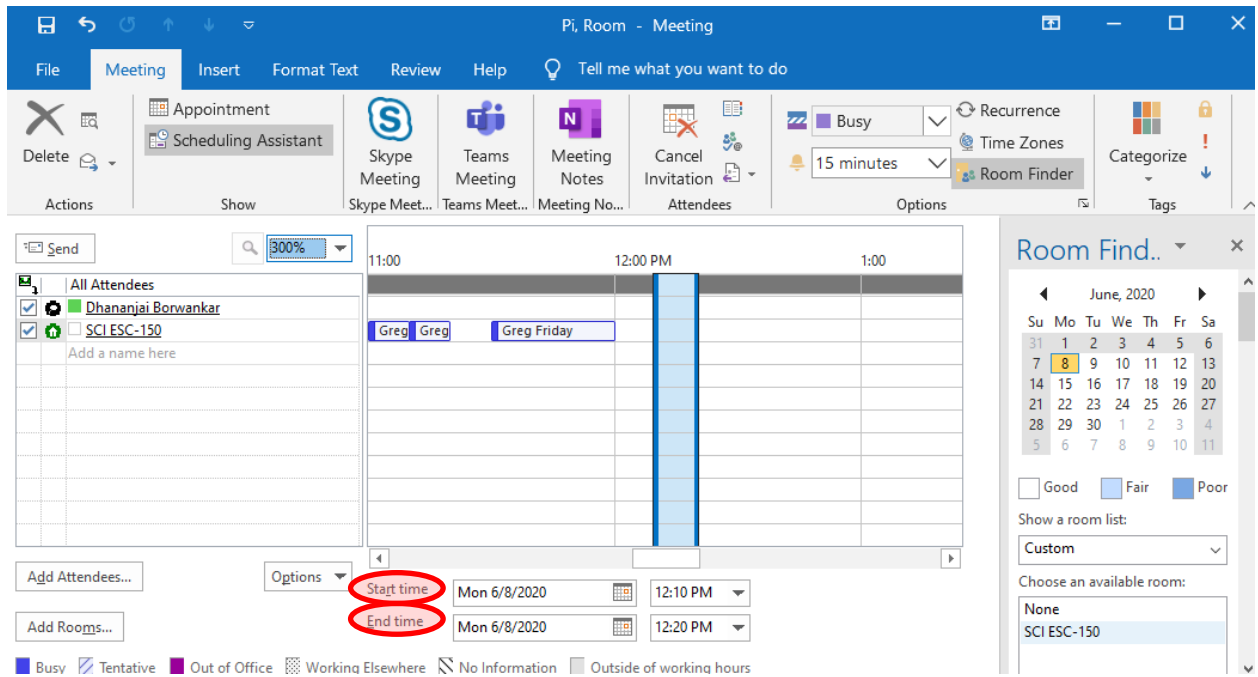 Pi, Room - Meeting
File Meeting Insert Format Text Review Help Tell me what you want to do
Delete
Actions
Appointment
Scheduling Assistant
Show
Skype
Meeting
Skype Meet...
Teams
Meeting
Teams Meet...
Meeting
Notes
Meeting No...
Cancel
Invitation
Attendees
Busy
15 minutes
Recurrence
Time Zones
Room Finder
Options
Categorize
Tags
Send
300%
11:00 12:00 PM 1:00
All Attendees
Dhananjai Borwankar
SCI ESC-150
Greg Greg Greg Friday
Add a name here
Add Attendees...
Options
Add Rooms...
Start time Mon 6/8/2020 12:10 PM
End time Mon 6/8/2020 12:20 PM
Busy Tentative Out of Office Working Elsewhere No Information Outside of working hours
Room Find..
June, 2020
Su Mo Tu We Th Fr Sa
31 1 2 3 4 5 6
7 8 9 10 11 12 13
14 15 16 17 18 19 20
21 22 23 24 25 26 27
28 29 30 1 2 3 4
5 6 7 8 9 10 11
Good Fair Poor
Show a room list:
Custom
Choose an available room:
None
SCI ESC-150